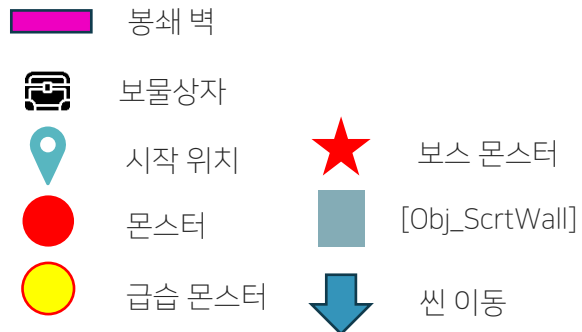 봉쇄 벽
보물상자
시작 위치
몬스터
급습 몬스터
보스 몬스터
[Obj_ScrtWall]
씬 이동